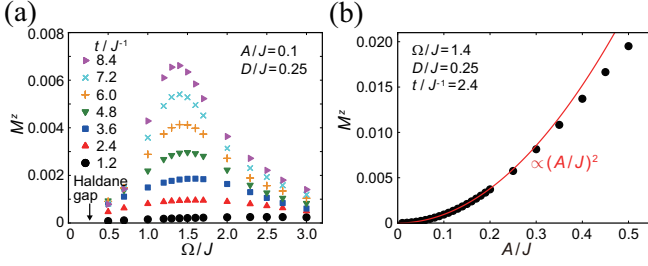 (a)
0.008
0.006
0.004
0.002
0
M^z
t / J^-1
8.4
7.2
6.0
4.8
3.6
2.4
1.2
Haldane
gap
A/J=0.1
D/J=0.25
0 0.5 1.0 1.5 2.0 2.5 3.0
Ω/J
(b)
0.020
0.015
0.010
0.005
0
M^z
Ω/J=1.4
D/J=0.25
t / J^-1=2.4
∝(A/J)^2
0 0.1 0.2 0.3 0.4 0.5
A/J